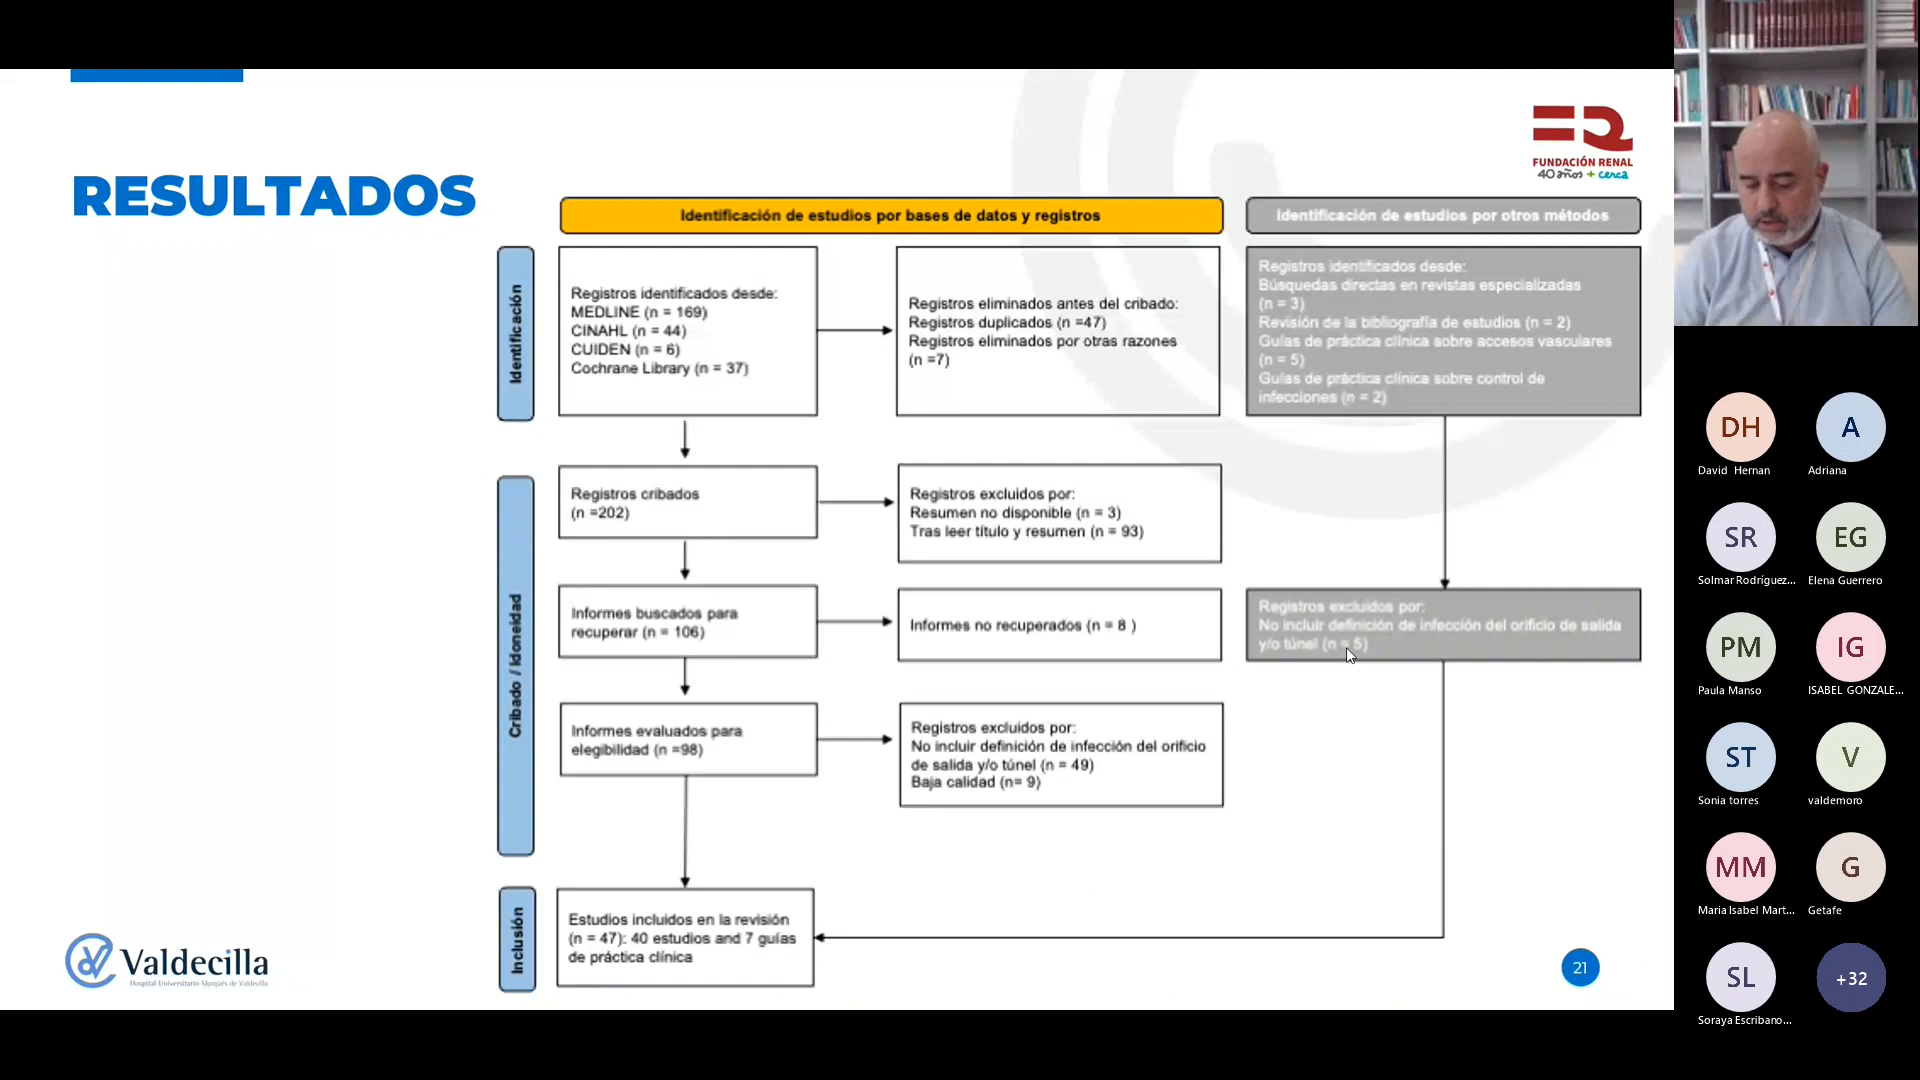 RESULTADOS
FUNDACIÓN RENAL
40 años + cerca
Identificación de estudios por bases de datos y registros
Identificación de estudios por otros métodos
Identificación
Registros identificados desde:
MEDLINE (n = 169)
CINAHL (n = 44)
CUIDEN (n = 6)
Cochrane Library (n = 37)
Registros eliminados antes del cribado:
Registros duplicados (n =47)
Registros eliminados por otras razones
(n =7)
Registros identificados desde:
Búsquedas directas en revistas especializadas
(n = 3)
Revisión de la bibliografía de estudios (n = 2)
Guías de práctica clínica sobre accesos vasculares
(n = 5)
Guías de práctica clínica sobre control de
infecciones (n = 2)
Cribado / Idoneidad
Registros cribados
(n =202)
Registros excluidos por:
Resumen no disponible (n = 3)
Tras leer título y resumen (n = 93)
Informes buscados para
recuperar (n = 106)
Informes no recuperados (n = 8 )
Registros excluidos por:
No incluir definición de infección del orificio de salida
y/o túnel (n = 5)
Informes evaluados para
elegibilidad (n =98)
Registros excluidos por:
No incluir definición de infección del orificio
de salida y/o túnel (n = 49)
Baja calidad (n= 9)
Inclusión
Estudios incluidos en la revisión
(n = 47): 40 estudios and 7 guías
de práctica clínica
Valdecilla
Hospital Universitario Marqués de Valdecilla
21
DH
David Hernan
A
Adriana
SR
Solmar Rodríguez...
EG
Elena Guerrero
PM
Paula Manso
IG
ISABEL GONZALE...
ST
Sonia torres
V
valdemoro
MM
Maria Isabel Mart...
G
Getafe
SL
Soraya Escribano...
+32